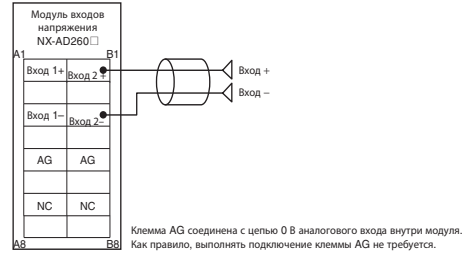 Модуль входов
напряжения
NX-AD260□
A1 B1
Вход 1+ Вход 2+
Вход +
Вход –
Вход 1– Вход 2–
AG AG
NC NC
A8 B8
Клемма AG соединена с цепью 0 В аналогового входа внутри модуля.
Как правило, выполнять подключение клеммы AG не требуется.